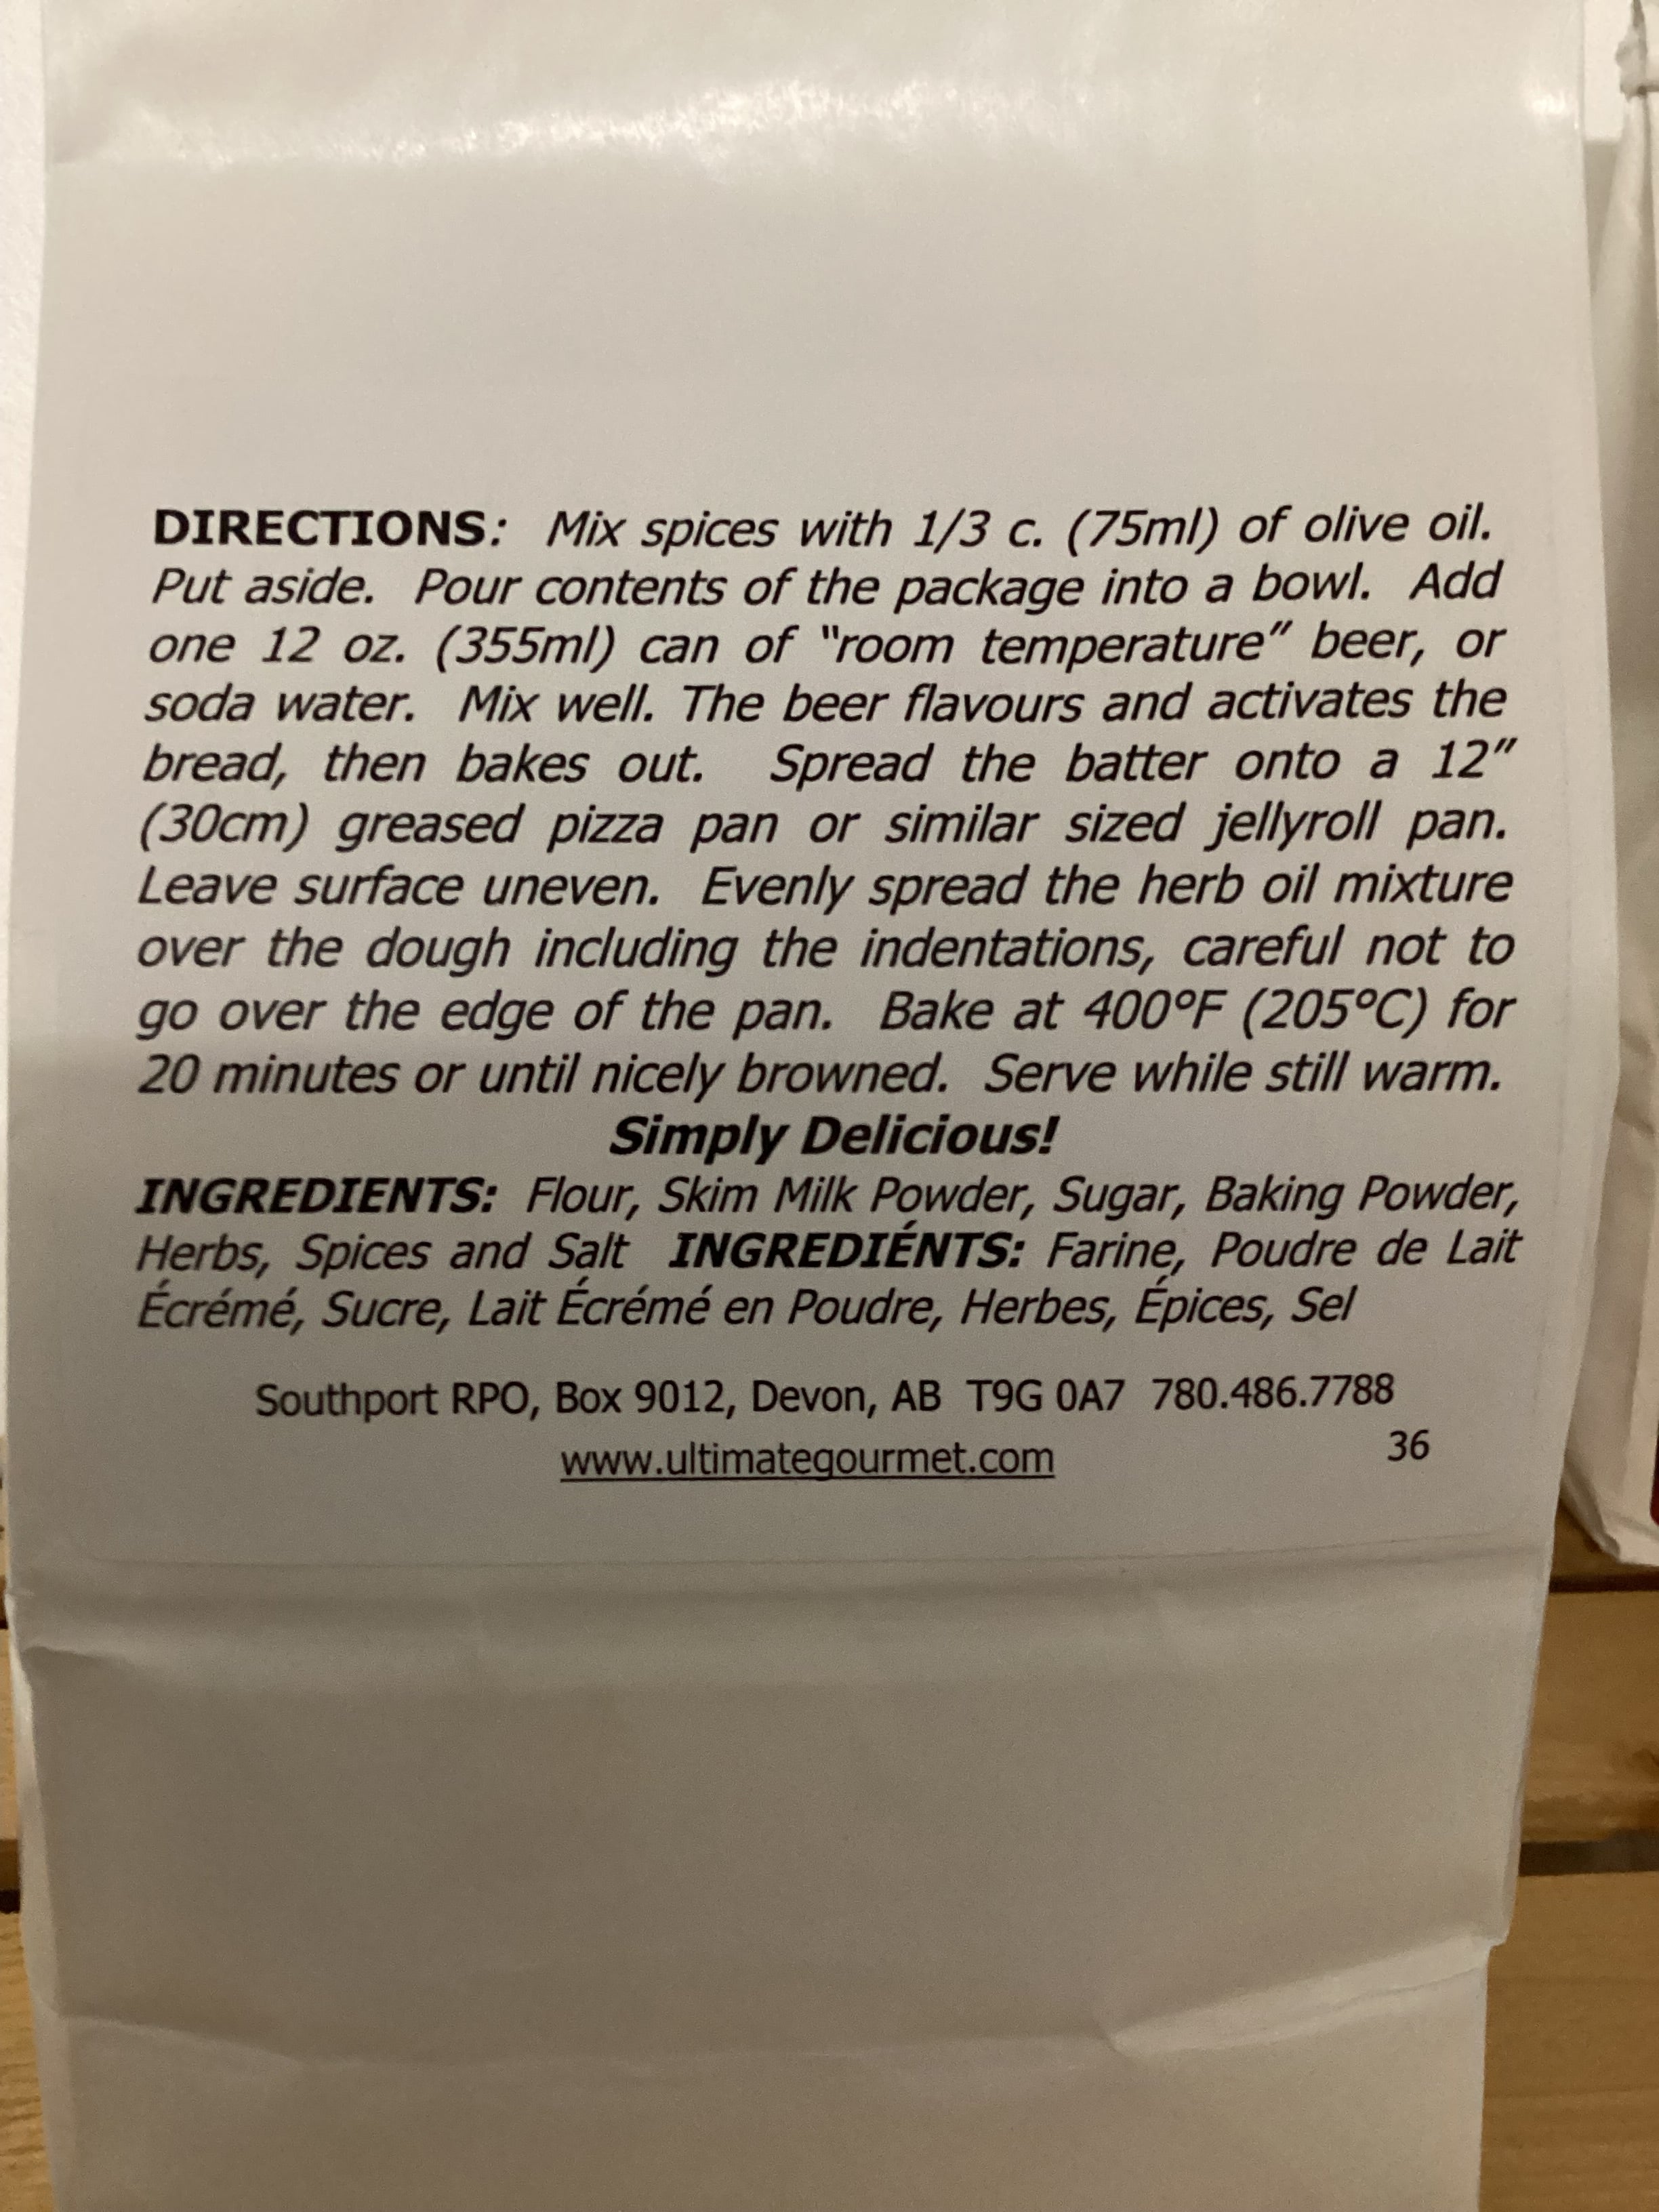 DIRECTIONS: Mix spices with 1/3 c. (75ml) of olive oil.
Put aside. Pour contents of the package into a bowl. Add
one 12 oz. (355ml) can of "room temperature" beer, or
soda water. Mix well. The beer flavours and activates the
bread, then bakes out. Spread the batter onto a 12"
(30cm) greased pizza pan or similar sized jellyroll pan.
Leave surface uneven. Evenly spread the herb oil mixture
over the dough including the indentations, careful not to
go over the edge of the pan. Bake at 400°F (205°C) for
20 minutes or until nicely browned. Serve while still warm.
Simply Delicious!
INGREDIENTS: Flour, Skim Milk Powder, Sugar, Baking Powder,
Herbs, Spices and Salt INGREDIÉNTS: Farine, Poudre de Lait
Écrémé, Sucre, Lait Écrémé en Poudre, Herbes, Épices, Sel
Southport RPO, Box 9012, Devon, AB T9G 0A7 780.486.7788
www.ultimategourmet.com 36